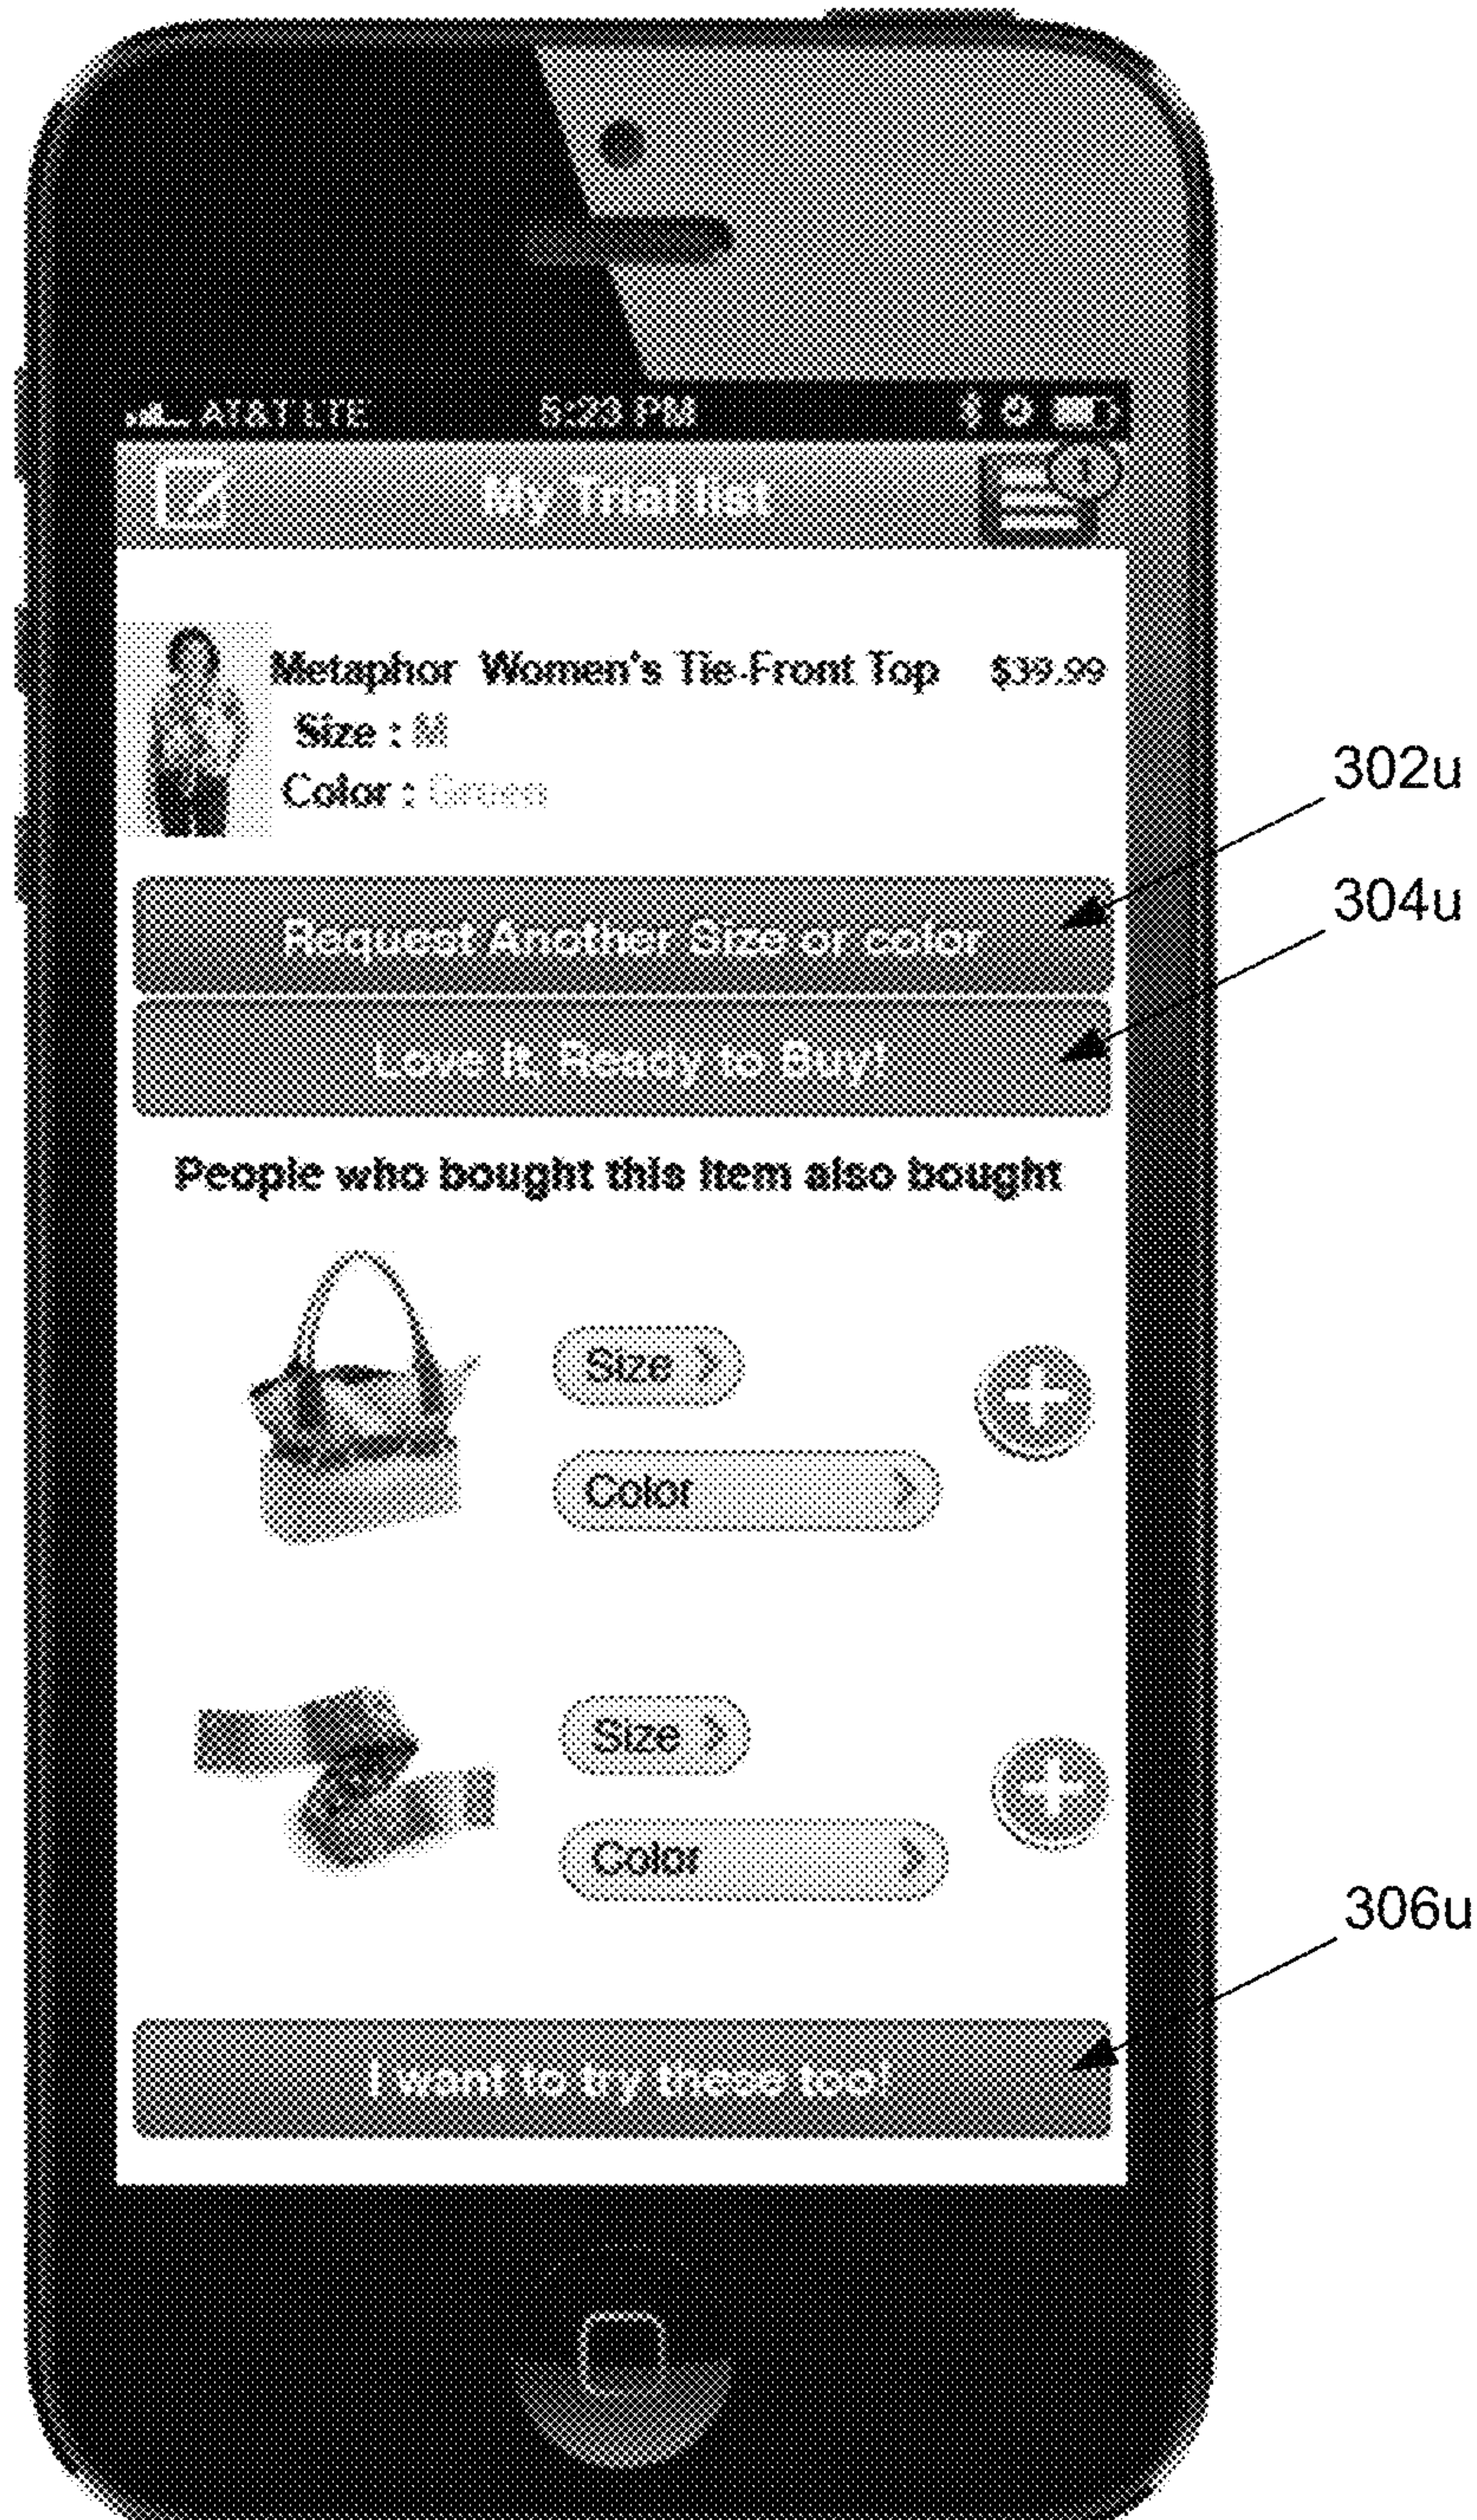 AT&T LTE 5:23 PM
My Trial list
Metaphor Women's Tie-Front Top $39.99
Size : M
Color : Green
302u
304u
Request Another Size or color
Love It, Ready to Buy!
People who bought this item also bought
Size >
Color >
Size >
Color >
306u
I want to try these too!